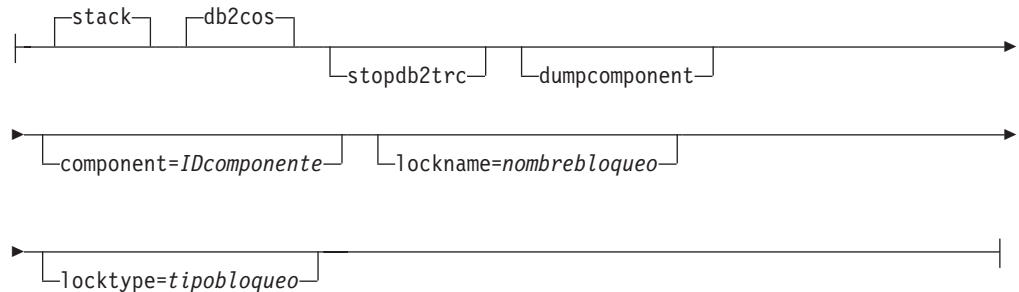 stack db2cos
stopdb2trc dumpcomponent
component=IDcomponente lockname=nombrebloqueo
locktype=tipobloqueo